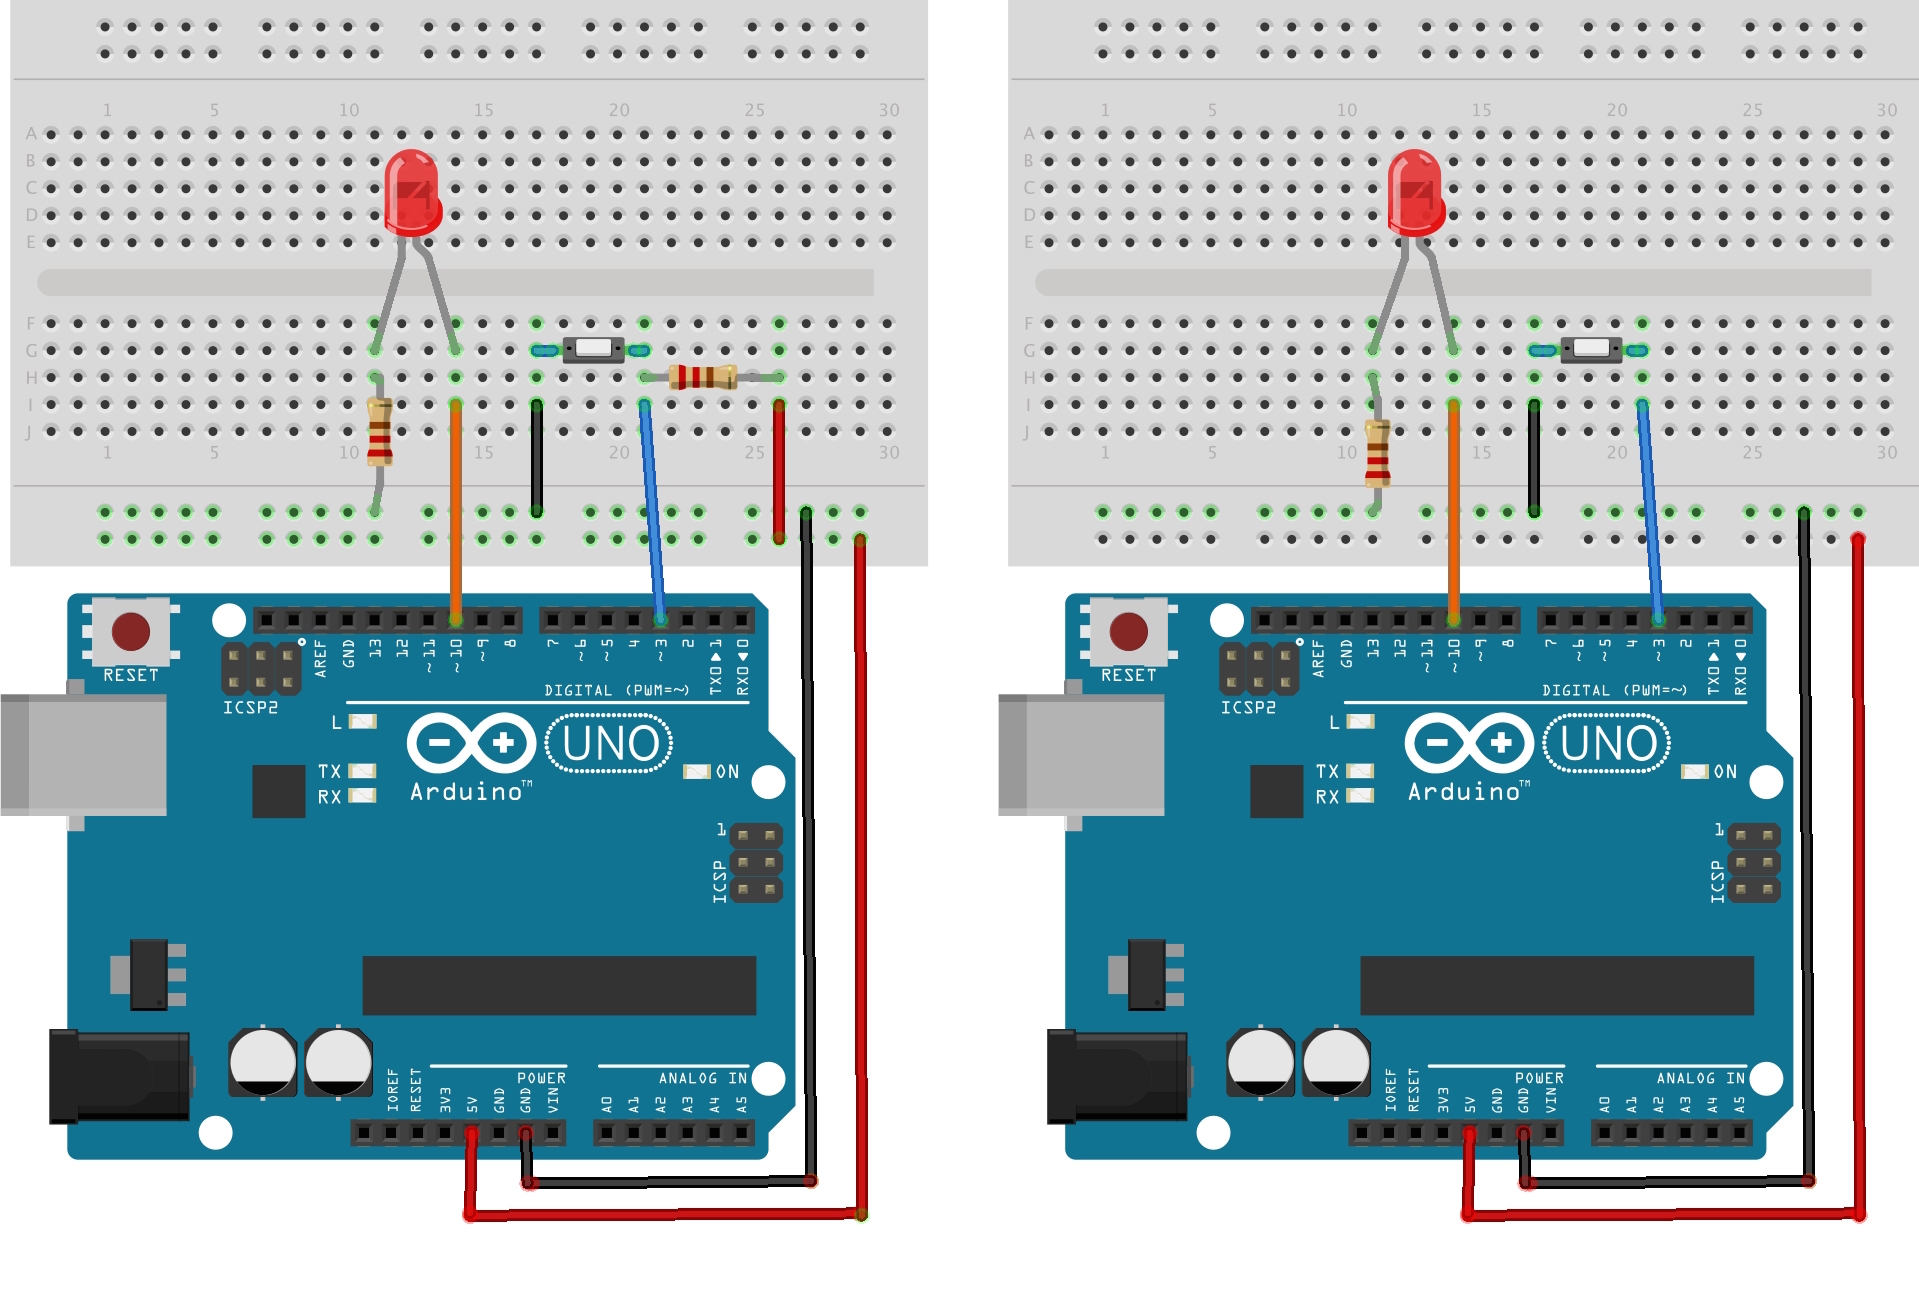 1 5 10 15 20 25 30
A
B
C
D
E
F
G
H
I
J
1 5 10 15 20 25 30
RESET
ICSP2
AREF
GND
13
12
~11
~10
~9
8
7
~6
~5
4
~3
2
TX0▶1
RX0◀0
DIGITAL (PWM=~)
L
TX
RX
UNO
Arduino™
ON
1
ICSP
IOREF
RESET
3V3
5V
GND
GND
VIN
POWER
A0
A1
A2
A3
A4
A5
ANALOG IN
1 5 10 15 20 25 30
A
B
C
D
E
F
G
H
I
J
1 5 10 15 20 25 30
RESET
ICSP2
AREF
GND
13
12
~11
~10
~9
8
7
~6
~5
4
~3
2
TX0▶1
RX0◀0
DIGITAL (PWM=~)
L
TX
RX
UNO
Arduino™
ON
1
ICSP
IOREF
RESET
3V3
5V
GND
GND
VIN
POWER
A0
A1
A2
A3
A4
A5
ANALOG IN